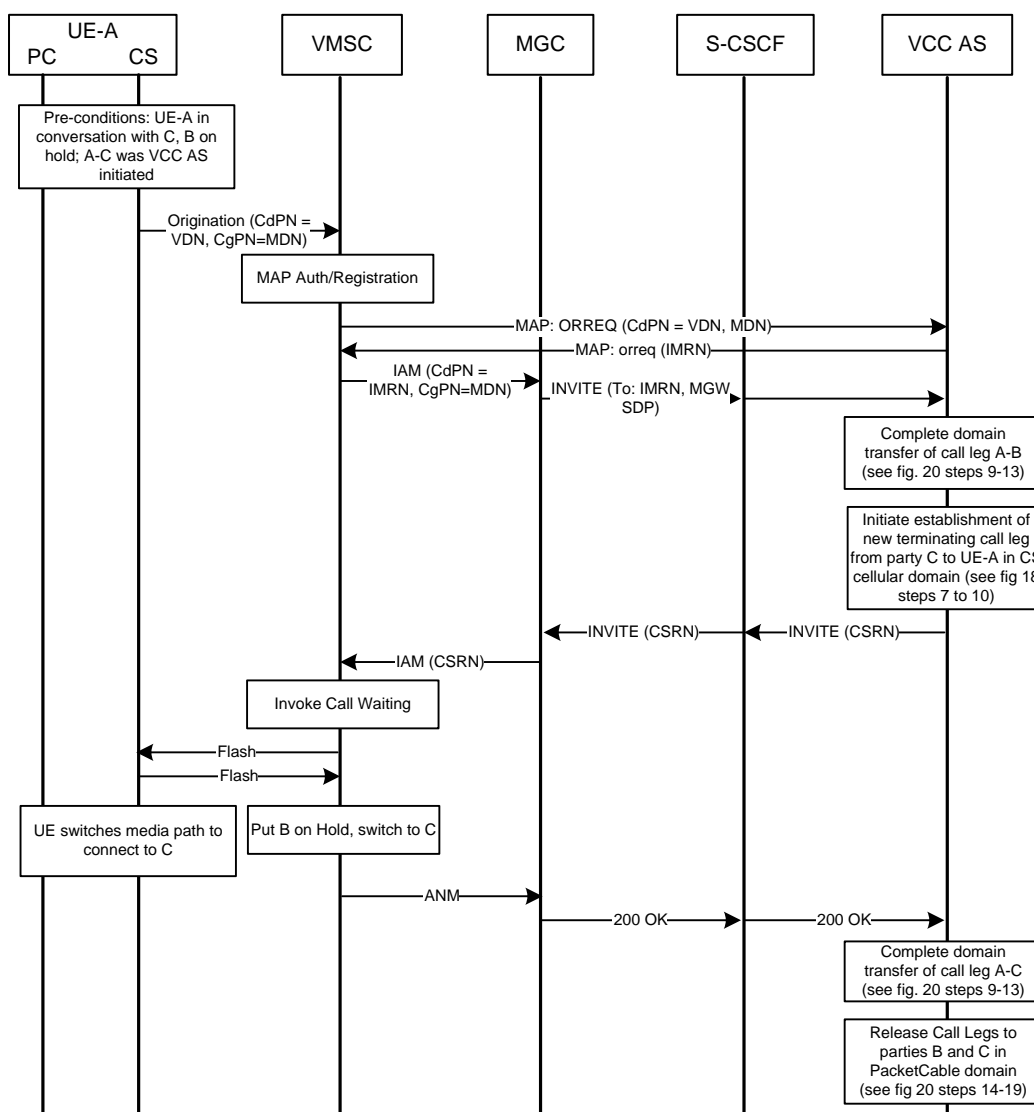 UE-A
PC CS
VMSC
MGC
S-CSCF
VCC AS
Pre-conditions: UE-A in
conversation with C, B on
hold; A-C was VCC AS
initiated
Origination (CdPN =
VDN, CgPN=MDN)
MAP Auth/Registration
MAP: ORREQ (CdPN = VDN, MDN)
MAP: orreq (IMRN)
IAM (CdPN =
IMRN, CgPN=MDN)
INVITE (To: IMRN, MGW
SDP)
Complete domain
transfer of call leg A-B
(see fig. 20 steps 9-13)
Initiate establishment of
new terminating call leg
from party C to UE-A in CS
cellular domain (see fig 18
steps 7 to 10)
INVITE (CSRN)
INVITE (CSRN)
IAM (CSRN)
Invoke Call Waiting
Flash
Flash
UE switches media path to
connect to C
Put B on Hold, switch to C
ANM
200 OK
200 OK
Complete domain
transfer of call leg A-C
(see fig. 20 steps 9-13)
Release Call Legs to
parties B and C in
PacketCable domain
(see fig 20 steps 14-19)